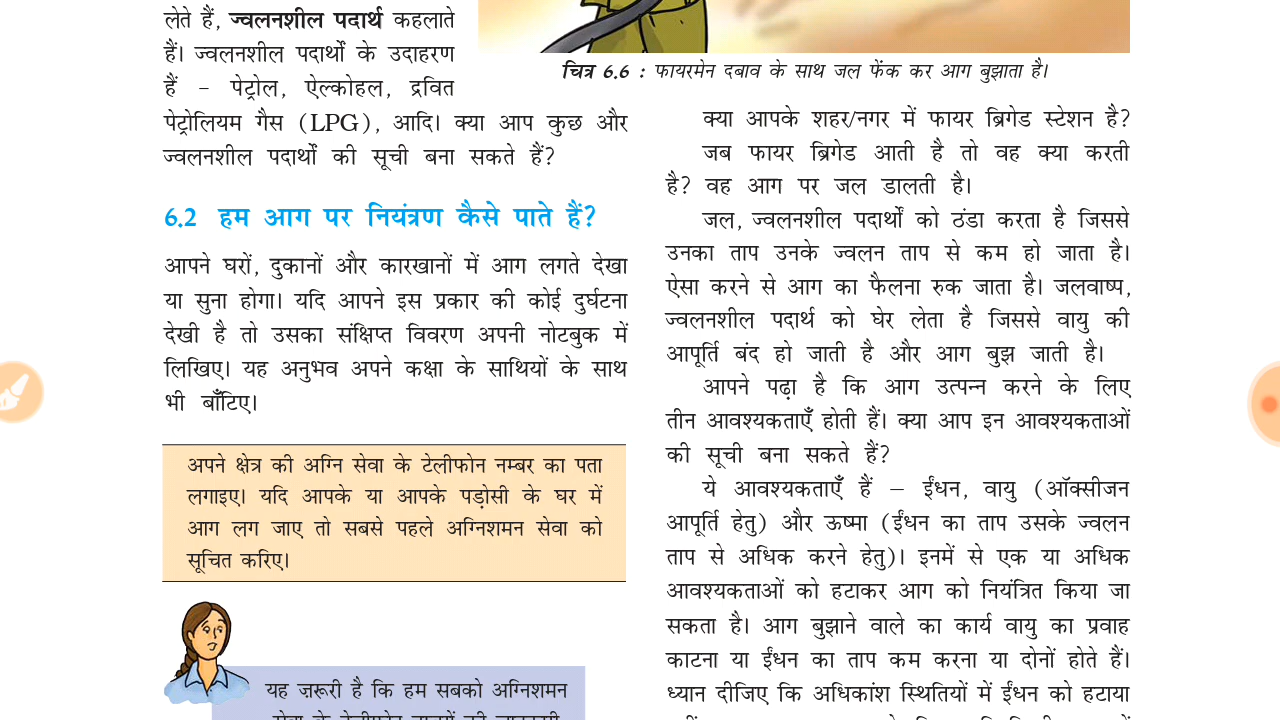 लेते हैं, ज्वलनशील पदार्थ कहलाते
हैं। ज्वलनशील पदार्थों के उदाहरण
हैं – पेट्रोल, ऐल्कोहल, द्रवित
पेट्रोलियम गैस (LPG), आदि। क्या आप कुछ और
ज्वलनशील पदार्थों की सूची बना सकते हैं?
6.2 हम आग पर नियंत्रण कैसे पाते हैं?
आपने घरों, दुकानों और कारखानों में आग लगते देखा
या सुना होगा। यदि आपने इस प्रकार की कोई दुर्घटना
देखी है तो उसका संक्षिप्त विवरण अपनी नोटबुक में
लिखिए। यह अनुभव अपने कक्षा के साथियों के साथ
भी बाँटिए।
अपने क्षेत्र की अग्नि सेवा के टेलीफोन नम्बर का पता
लगाइए। यदि आपके या आपके पड़ोसी के घर में
आग लग जाए तो सबसे पहले अग्निशमन सेवा को
सूचित करिए।
यह ज़रूरी है कि हम सबको अग्निशमन
चित्र 6.6 : फायरमेन दबाव के साथ जल फेंक कर आग बुझाता है।
क्या आपके शहर/नगर में फायर ब्रिगेड स्टेशन है?
जब फायर ब्रिगेड आती है तो वह क्या करती
है? वह आग पर जल डालती है।
जल, ज्वलनशील पदार्थों को ठंडा करता है जिससे
उनका ताप उनके ज्वलन ताप से कम हो जाता है।
ऐसा करने से आग का फैलना रुक जाता है। जलवाष्प,
ज्वलनशील पदार्थ को घेर लेता है जिससे वायु की
आपूर्ति बंद हो जाती है और आग बुझ जाती है।
आपने पढ़ा है कि आग उत्पन्न करने के लिए
तीन आवश्यकताएँ होती हैं। क्या आप इन आवश्यकताओं
की सूची बना सकते हैं?
ये आवश्यकताएँ हैं – ईंधन, वायु (ऑक्सीजन
आपूर्ति हेतु) और ऊष्मा (ईंधन का ताप उसके ज्वलन
ताप से अधिक करने हेतु)। इनमें से एक या अधिक
आवश्यकताओं को हटाकर आग को नियंत्रित किया जा
सकता है। आग बुझाने वाले का कार्य वायु का प्रवाह
काटना या ईंधन का ताप कम करना या दोनों होते हैं।
ध्यान दीजिए कि अधिकांश स्थितियों में ईंधन को हटाया